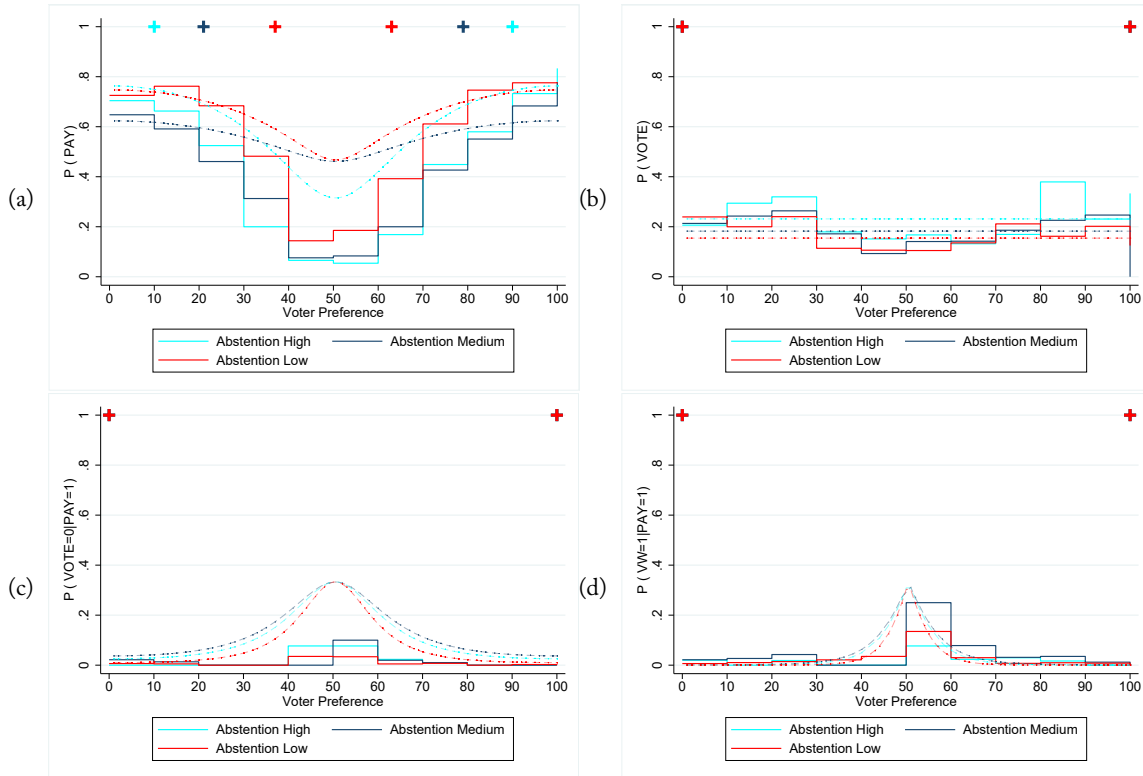 (a)
P ( PAY)
1
.8
.6
.4
.2
0
0 10 20 30 40 50 60 70 80 90 100
Voter Preference
Abstention High Abstention Medium
Abstention Low
(b)
P ( VOTE)
1
.8
.6
.4
.2
0
0 10 20 30 40 50 60 70 80 90 100
Voter Preference
Abstention High Abstention Medium
Abstention Low
(c)
P ( VOTE=0|PAY=1)
1
.8
.6
.4
.2
0
0 10 20 30 40 50 60 70 80 90 100
Voter Preference
Abstention High Abstention Medium
Abstention Low
(d)
P ( VW=1|PAY=1)
1
.8
.6
.4
.2
0
0 10 20 30 40 50 60 70 80 90 100
Voter Preference
Abstention High Abstention Medium
Abstention Low